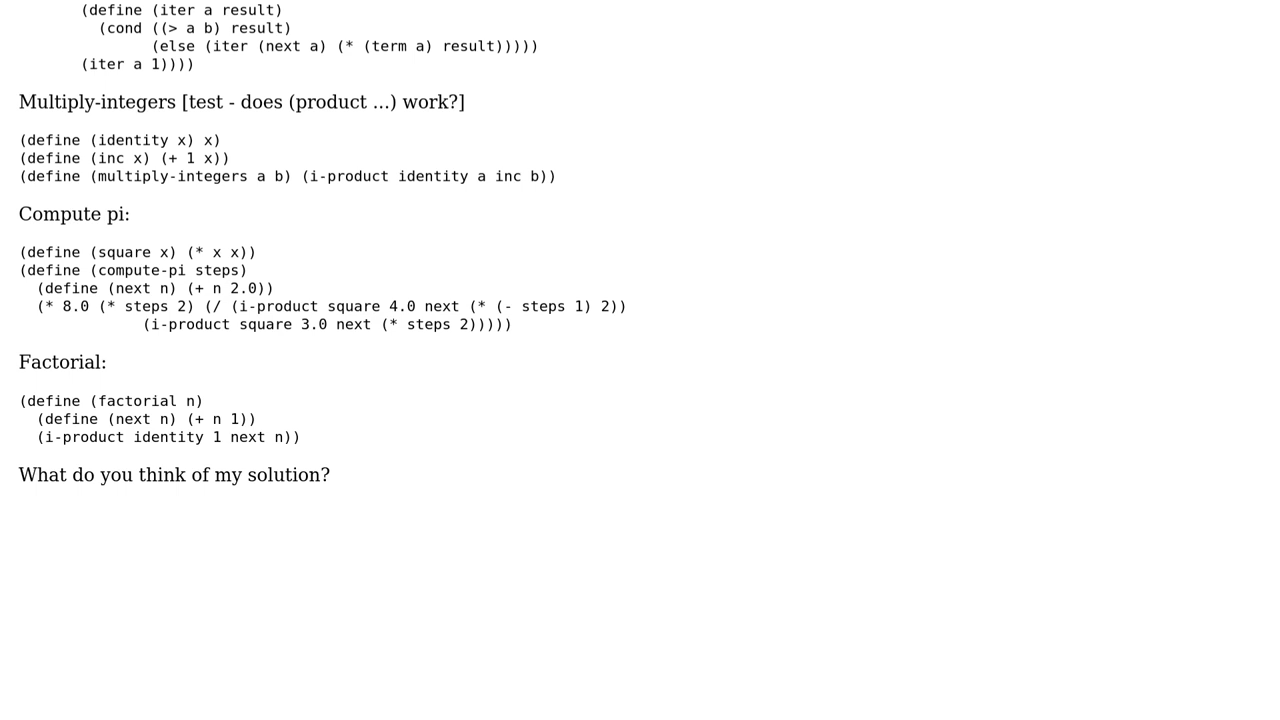 (define (iter a result)
(cond ((> a b) result)
(else (iter (next a) (* (term a) result)))))
(iter a 1))))
Multiply-integers [test - does (product ...) work?]
(define (identity x) x)
(define (inc x) (+ 1 x))
(define (multiply-integers a b) (i-product identity a inc b))
Compute pi:
(define (square x) (* x x))
(define (compute-pi steps)
(define (next n) (+ n 2.0))
(* 8.0 (* steps 2) (/ (i-product square 4.0 next (* (- steps 1) 2))
(i-product square 3.0 next (* steps 2)))))
Factorial:
(define (factorial n)
(define (next n) (+ n 1))
(i-product identity 1 next n))
What do you think of my solution?